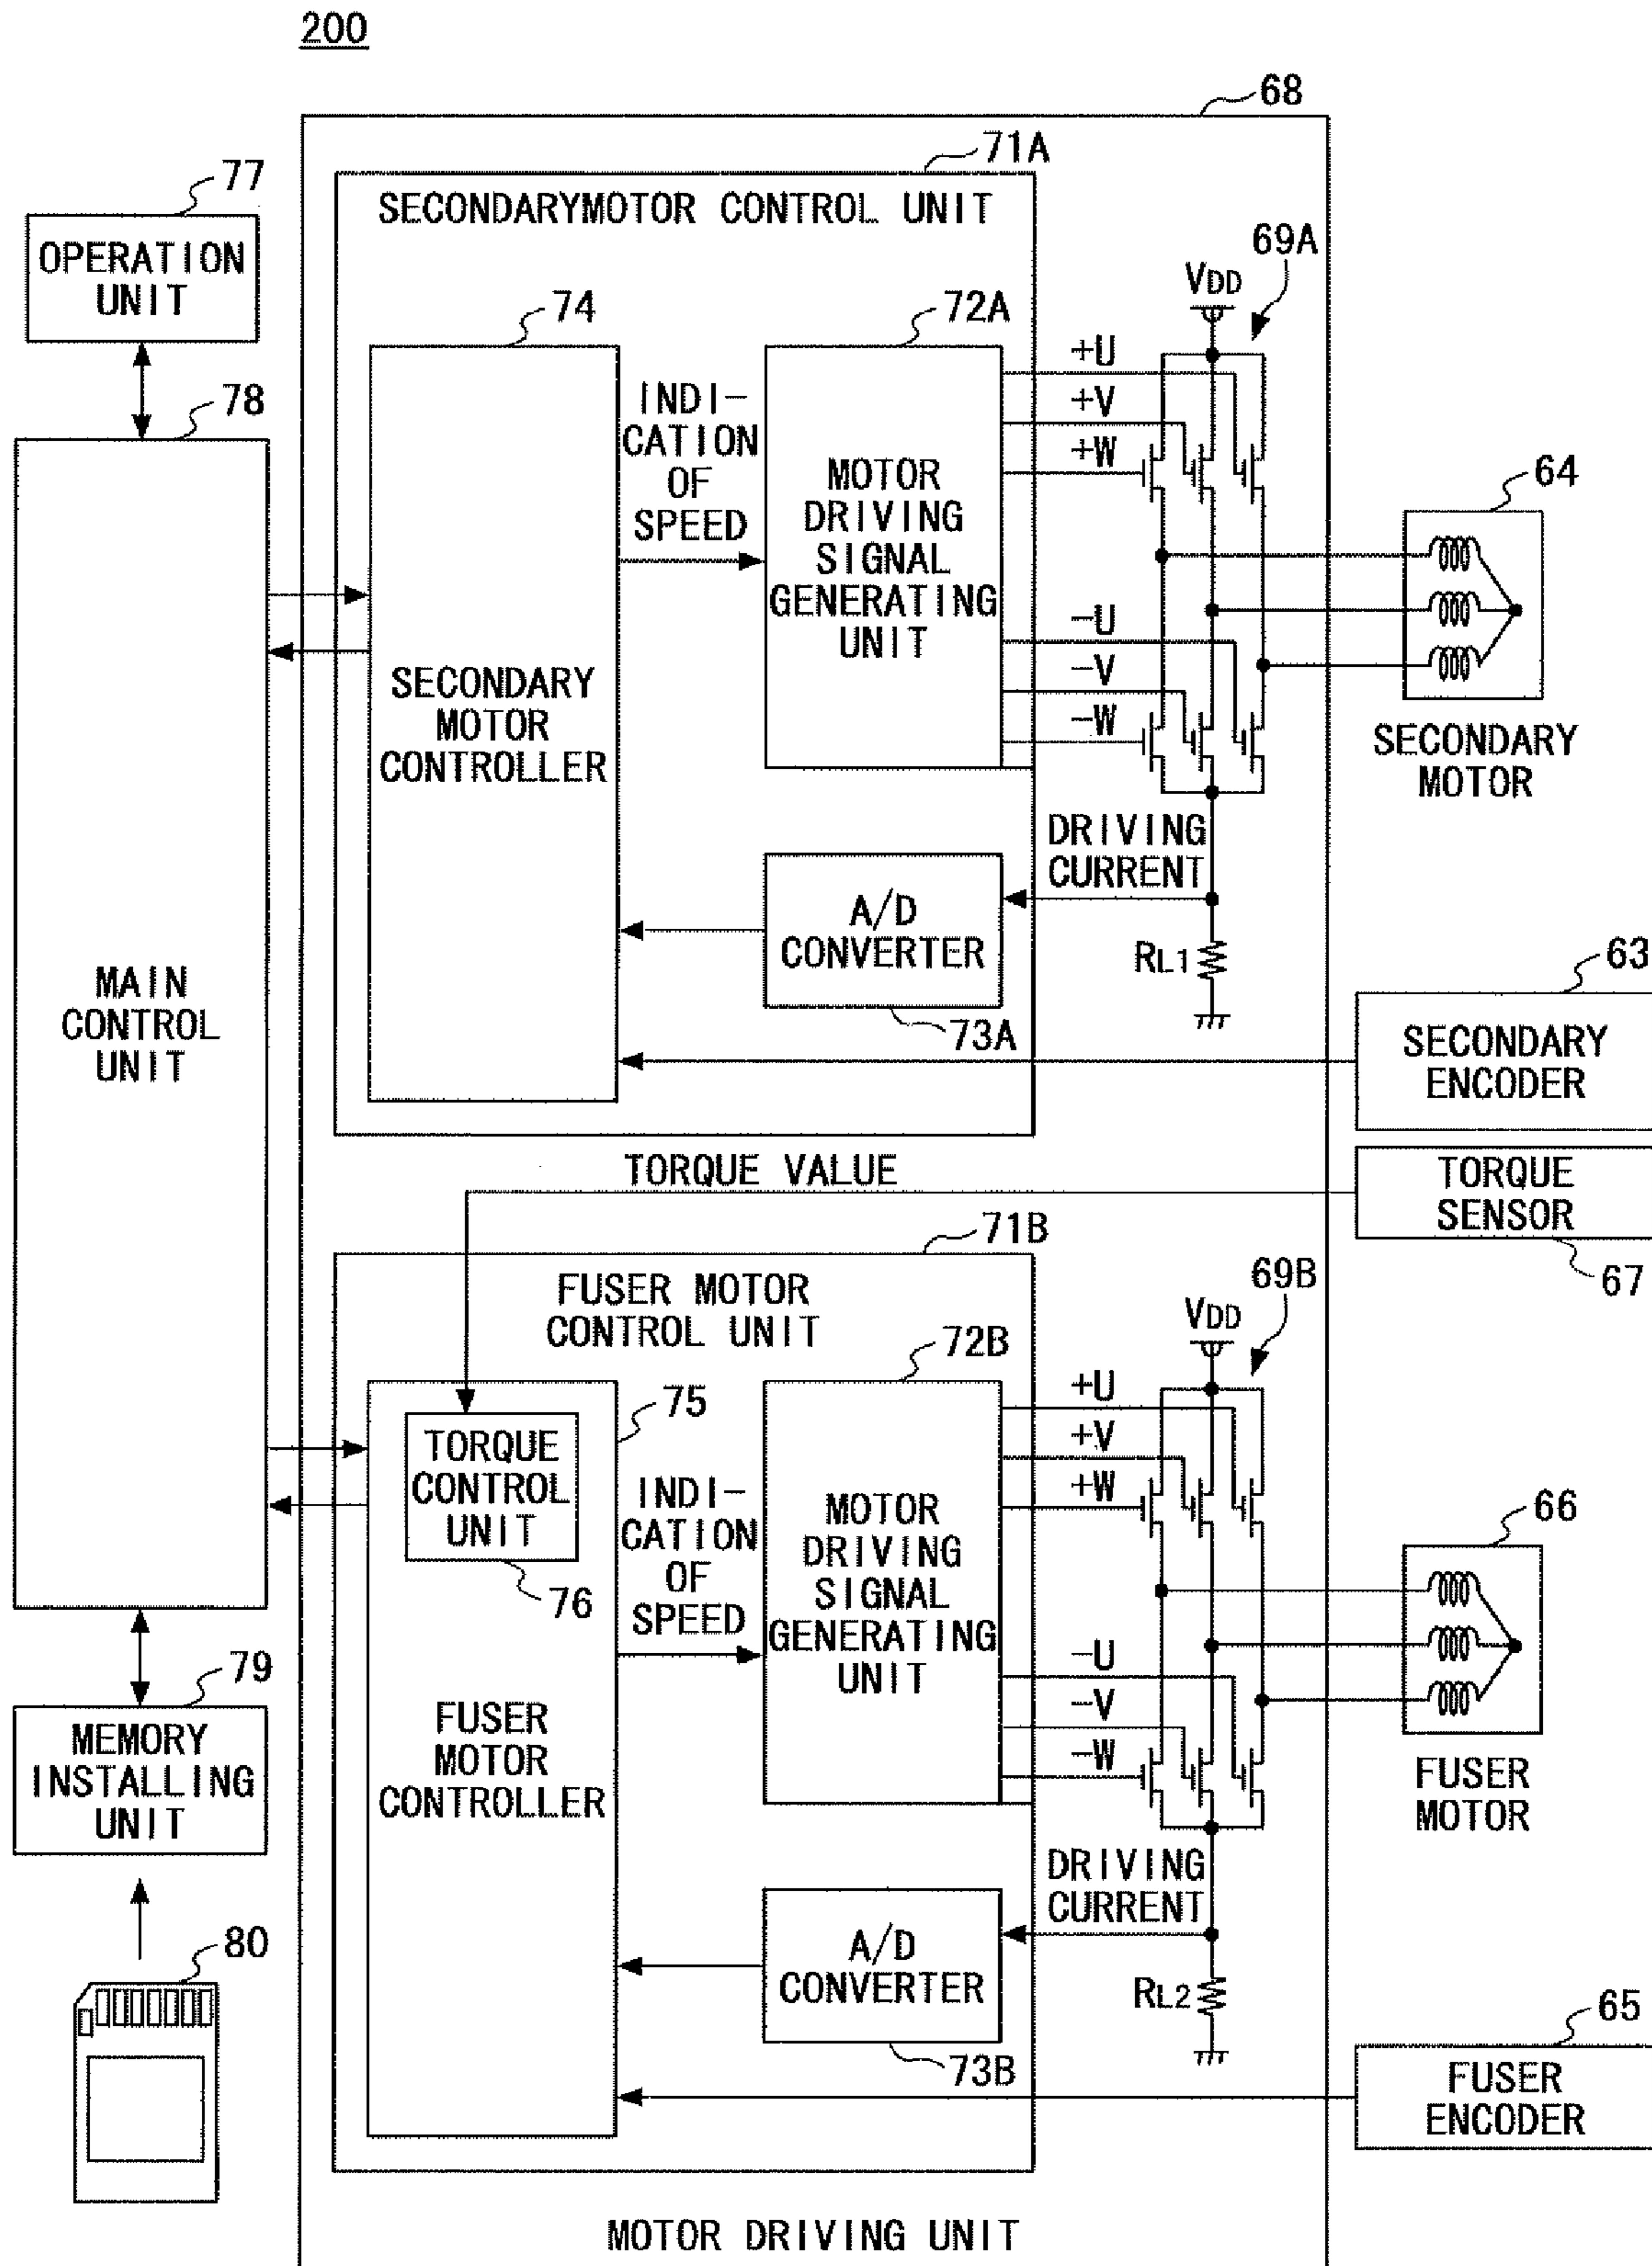 200
68
71A
77
SECONDARYMOTOR CONTROL UNIT
OPERATION
UNIT
69A
VDD
74
72A
78
+U
+V
+W
INDI-
CATION
OF
SPEED
MOTOR
DRIVING
SIGNAL
GENERATING
UNIT
64
-U
-V
-W
SECONDARY
MOTOR
CONTROLLER
SECONDARY
MOTOR
DRIVING
CURRENT
A/D
CONVERTER
RL1
73A
MAIN
CONTROL
UNIT
63
SECONDARY
ENCODER
TORQUE VALUE
TORQUE
SENSOR
67
71B
FUSER MOTOR
CONTROL UNIT
69B
VDD
72B
75
TORQUE
CONTROL
UNIT
76
+U
+V
+W
INDI-
CATION
OF
SPEED
MOTOR
DRIVING
SIGNAL
GENERATING
UNIT
66
-U
-V
-W
79
MEMORY
INSTALLING
UNIT
FUSER
MOTOR
CONTROLLER
FUSER
MOTOR
DRIVING
CURRENT
80
A/D
CONVERTER
RL2
73B
65
FUSER
ENCODER
MOTOR DRIVING UNIT